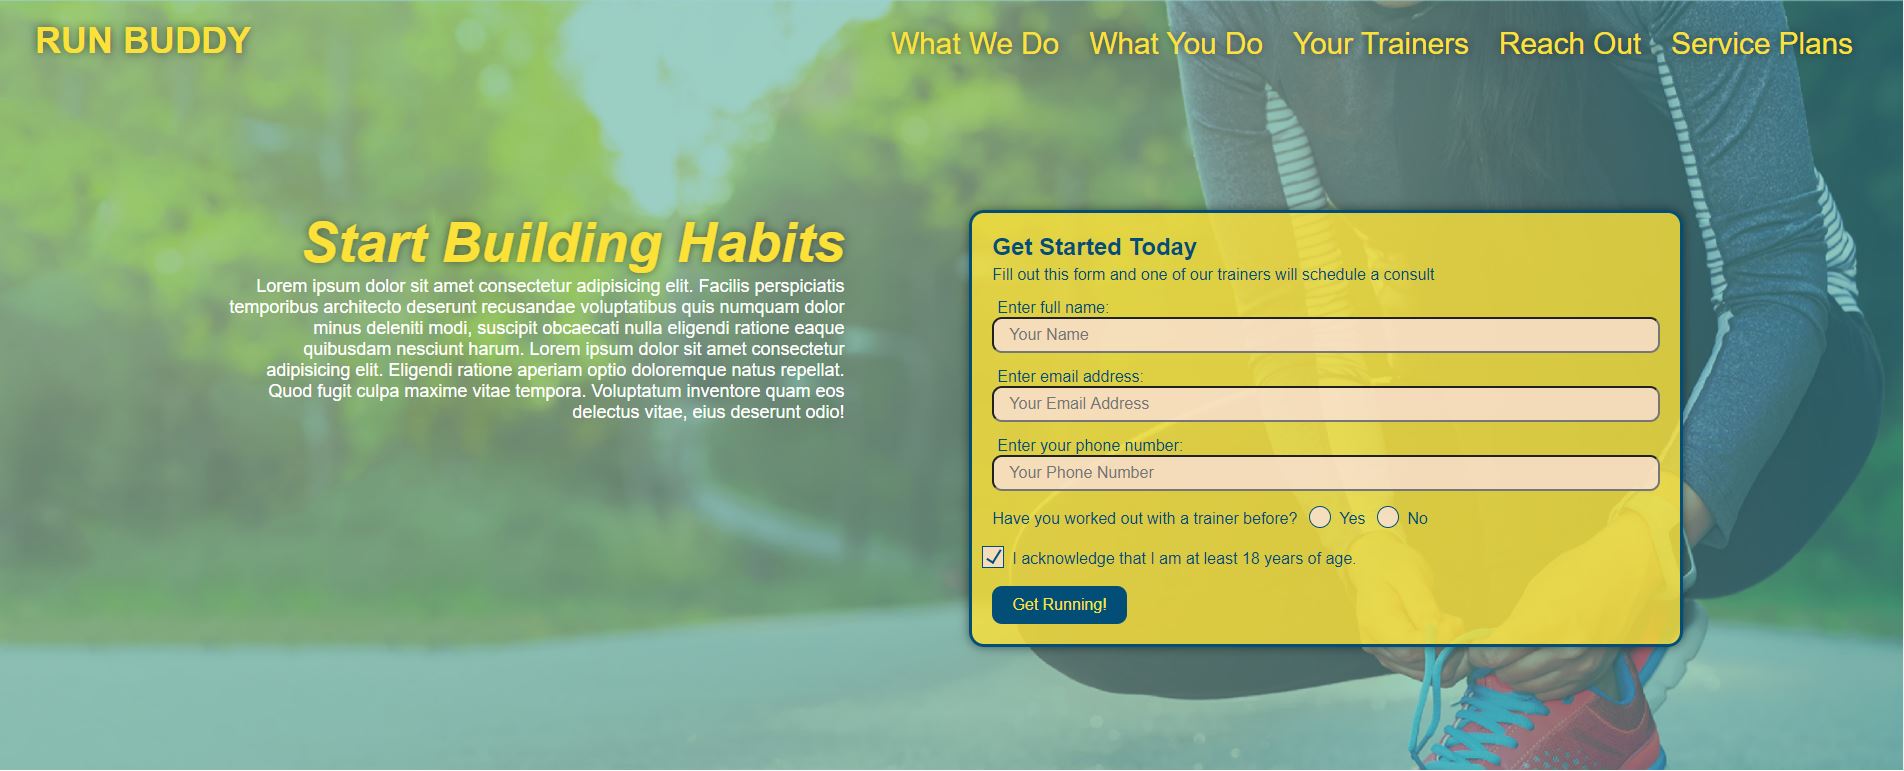 RUN BUDDY
What We Do What You Do Your Trainers Reach Out Service Plans
Start Building Habits
Lorem ipsum dolor sit amet consectetur adipisicing elit. Facilis perspiciatis
temporibus architecto deserunt recusandae voluptatibus quis numquam dolor
minus deleniti modi, suscipit obcaecati nulla eligendi ratione eaque
quibusdam nesciunt harum. Lorem ipsum dolor sit amet consectetur
adipisicing elit. Eligendi ratione aperiam optio doloremque natus repellat.
Quod fugit culpa maxime vitae tempora. Voluptatum inventore quam eos
delectus vitae, eius deserunt odio!
Get Started Today
Fill out this form and one of our trainers will schedule a consult
Enter full name:
Your Name
Enter email address:
Your Email Address
Enter your phone number:
Your Phone Number
Have you worked out with a trainer before? Yes No
I acknowledge that I am at least 18 years of age.
Get Running!